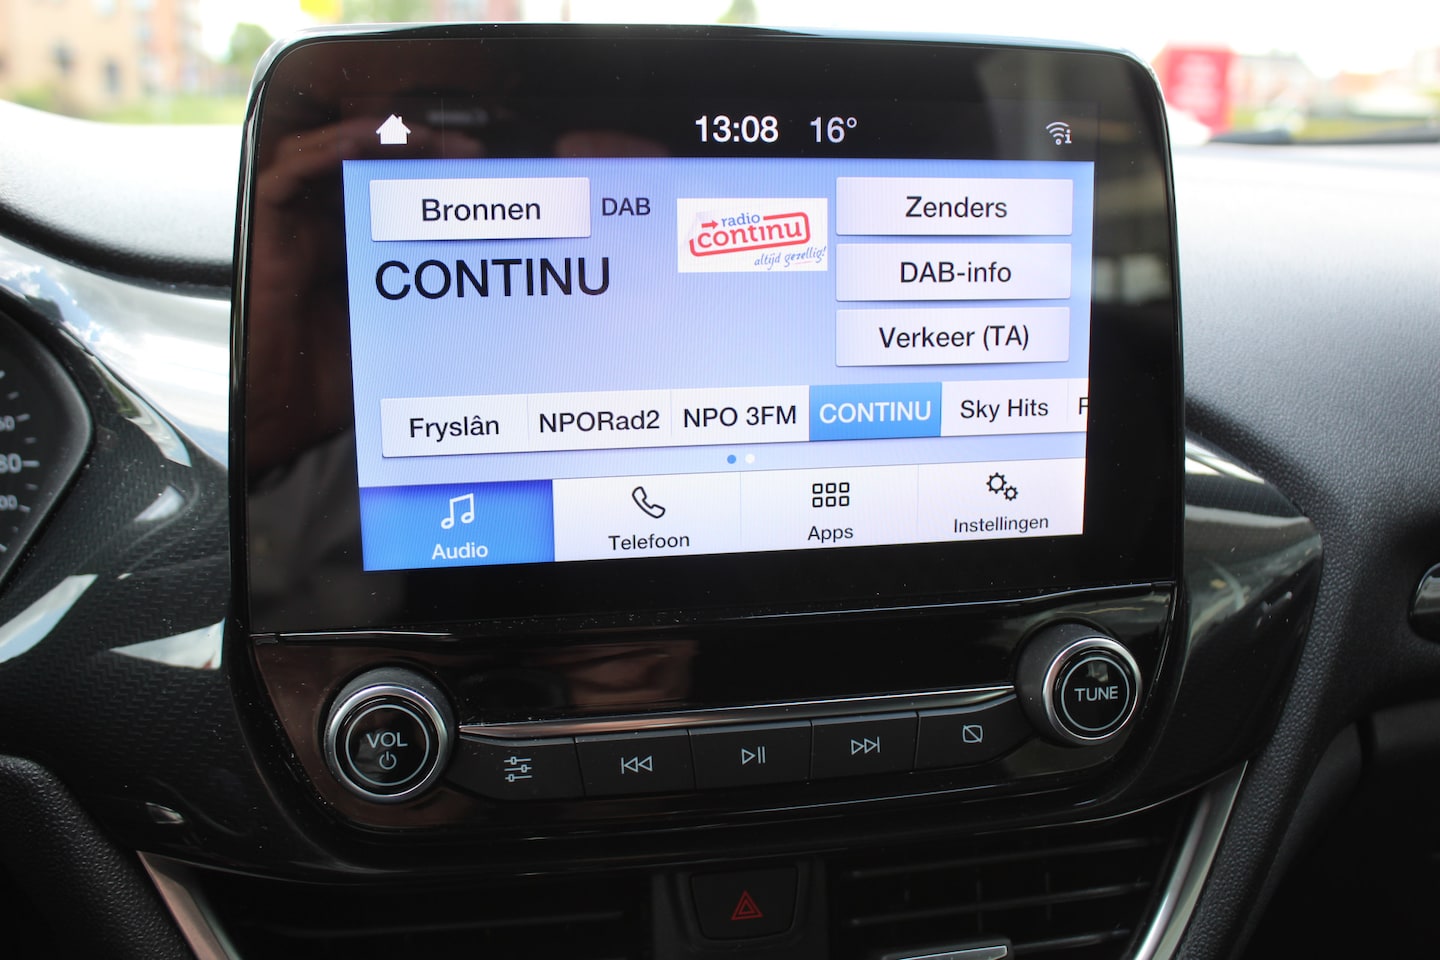 13:08 16°
Bronnen DAB
radio
continu
altijd gezellig!
CONTINU
Zenders
DAB-info
Verkeer (TA)
Fryslân NPORad2 NPO 3FM CONTINU Sky Hits
Audio Telefoon Apps Instellingen
VOL
TUNE
80